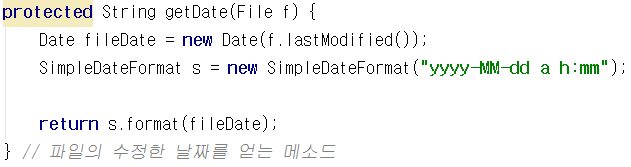 protected String getDate(File f) {
    Date fileDate = new Date(f.lastModified());
    SimpleDateFormat s = new SimpleDateFormat("yyyy-MM-dd a h:mm");

    return s.format(fileDate);
} // 파일의 수정한 날짜를 얻는 메소드